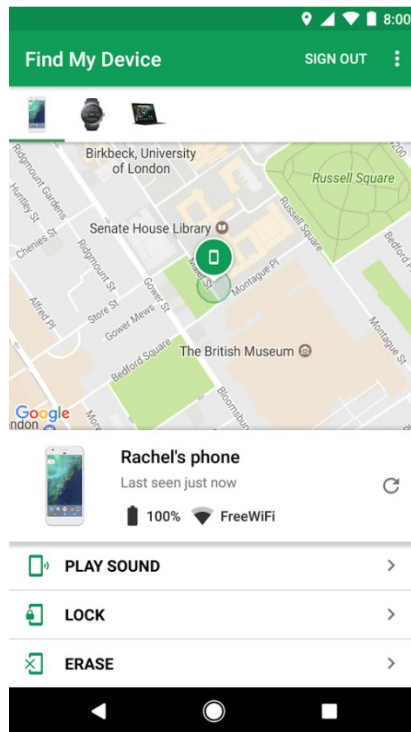 8:00
Find My Device
SIGN OUT
Birkbeck, University
of London
Russell Square
Ridgmount Gardens
Huntley St
Chenies St
Ridgmount St
Senate House Library
Malet St
Russell Square
Montague Pl
Bedford
Alfred Pl
Store St
Gower St
Gower Mews
Bedford Square
The British Museum
Montague St
Bloomsbu
Google
ndon
Rachel's phone
Last seen just now
100%
FreeWiFi
PLAY SOUND
LOCK
ERASE